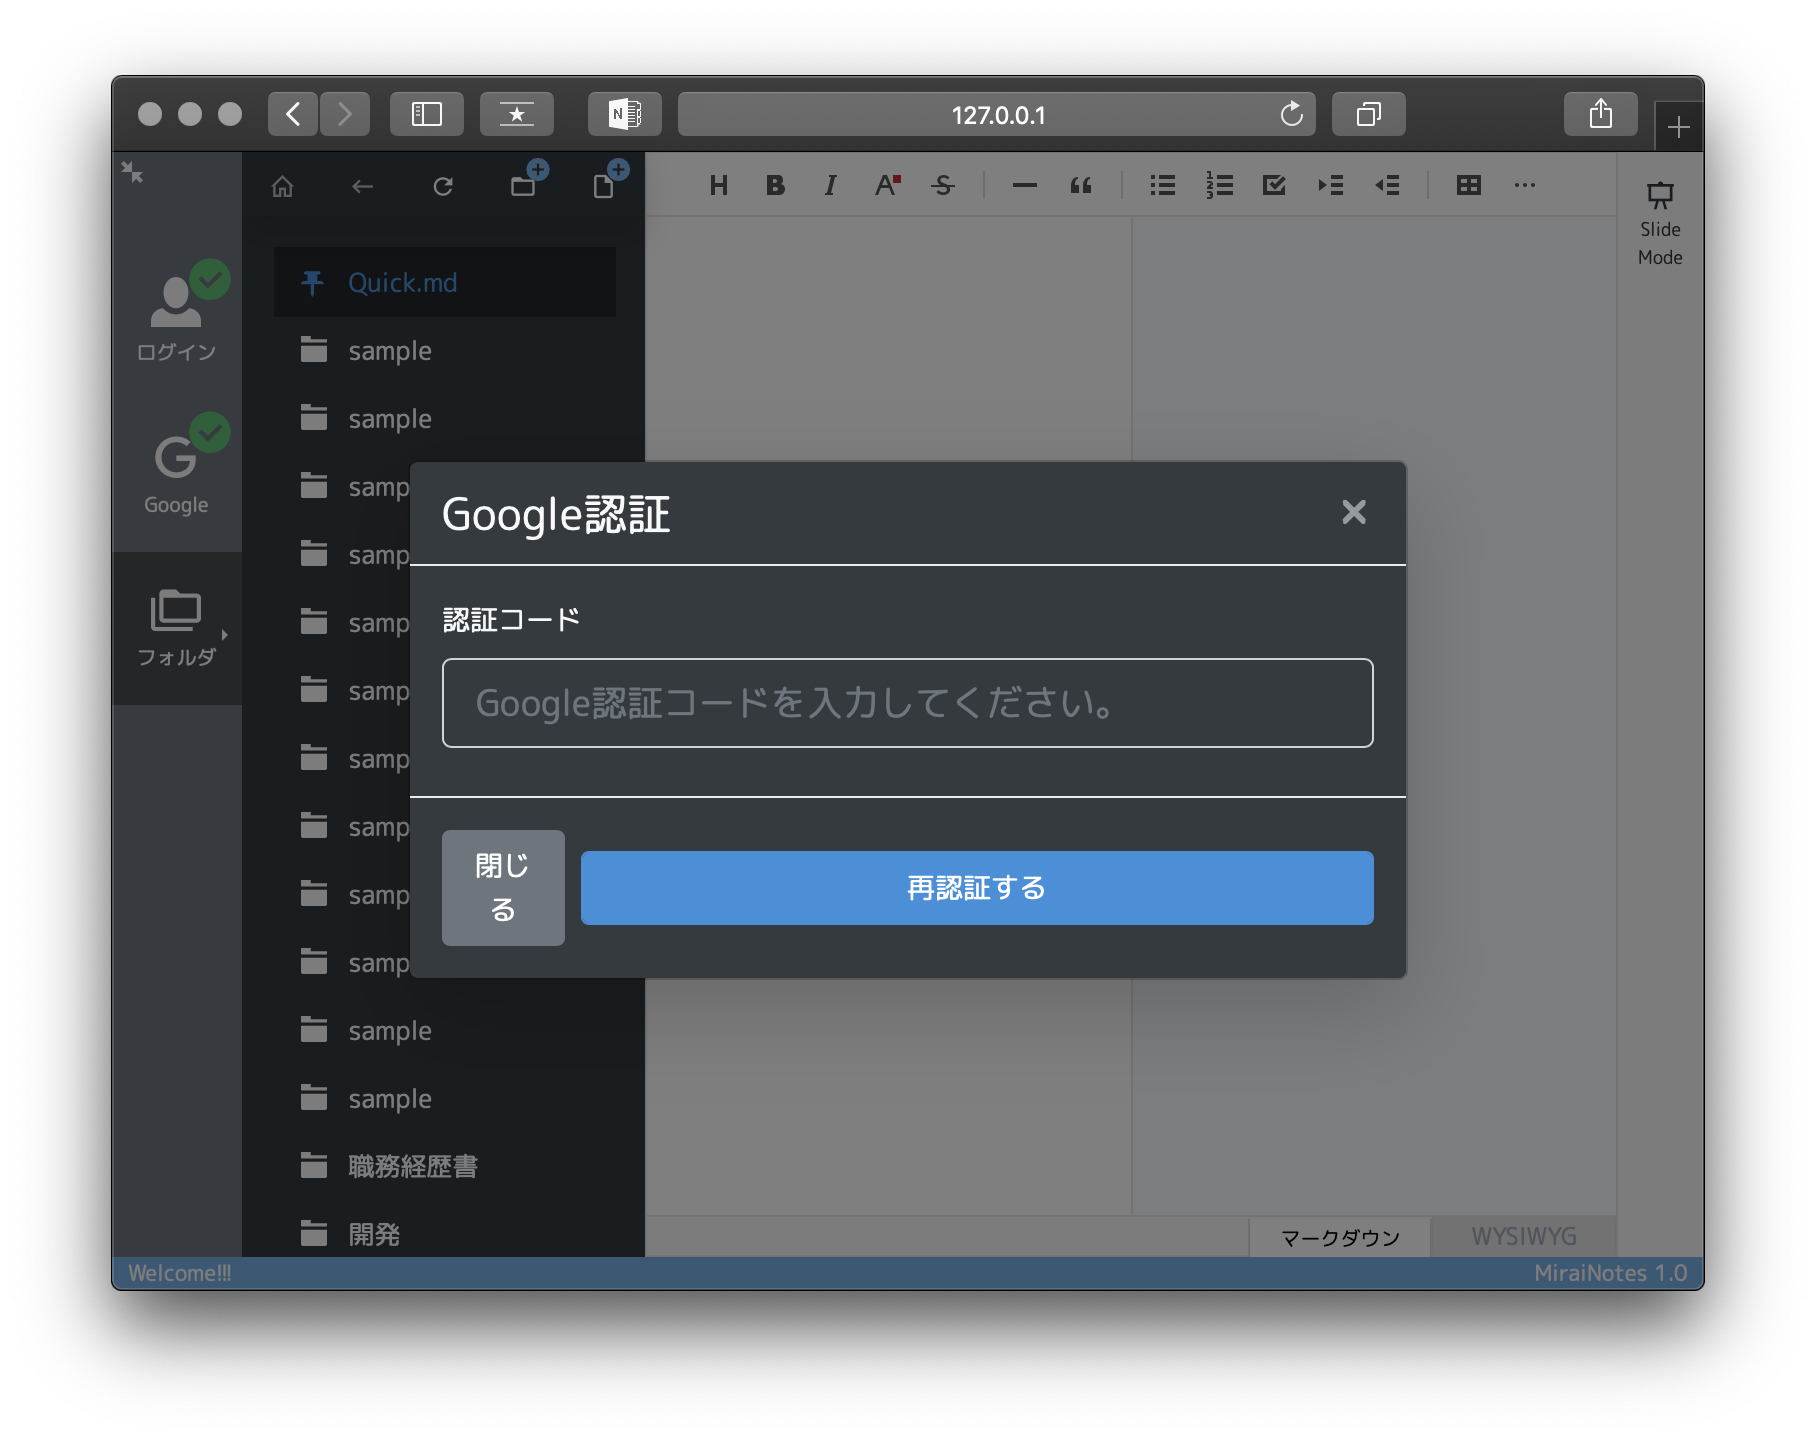 127.0.0.1
Slide
Mode
ログイン
Google
フォルダ
Quick.md
sample
sample
samp
samp
samp
samp
samp
samp
samp
samp
sample
sample
職務経歴書
開発
Google認証
認証コード
Google認証コードを入力してください。
閉じ
る
再認証する
マークダウン
WYSIWYG
Welcome!!!
MiraiNotes 1.0